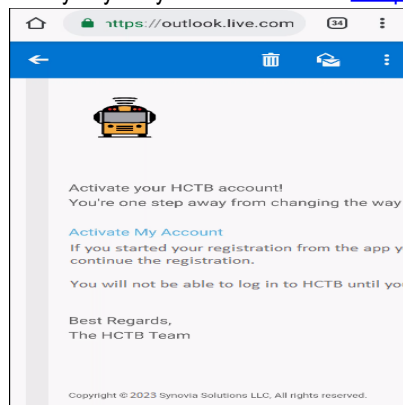 https://outlook.live.com
34
Activate your HCTB account!
You're one step away from changing the way
Activate My Account
If you started your registration from the app
continue the registration.
You will not be able to log in to HCTB until
Best Regards,
The HCTB Team
Copyright © 2023 Synovia Solutions LLC, All rights reserved.